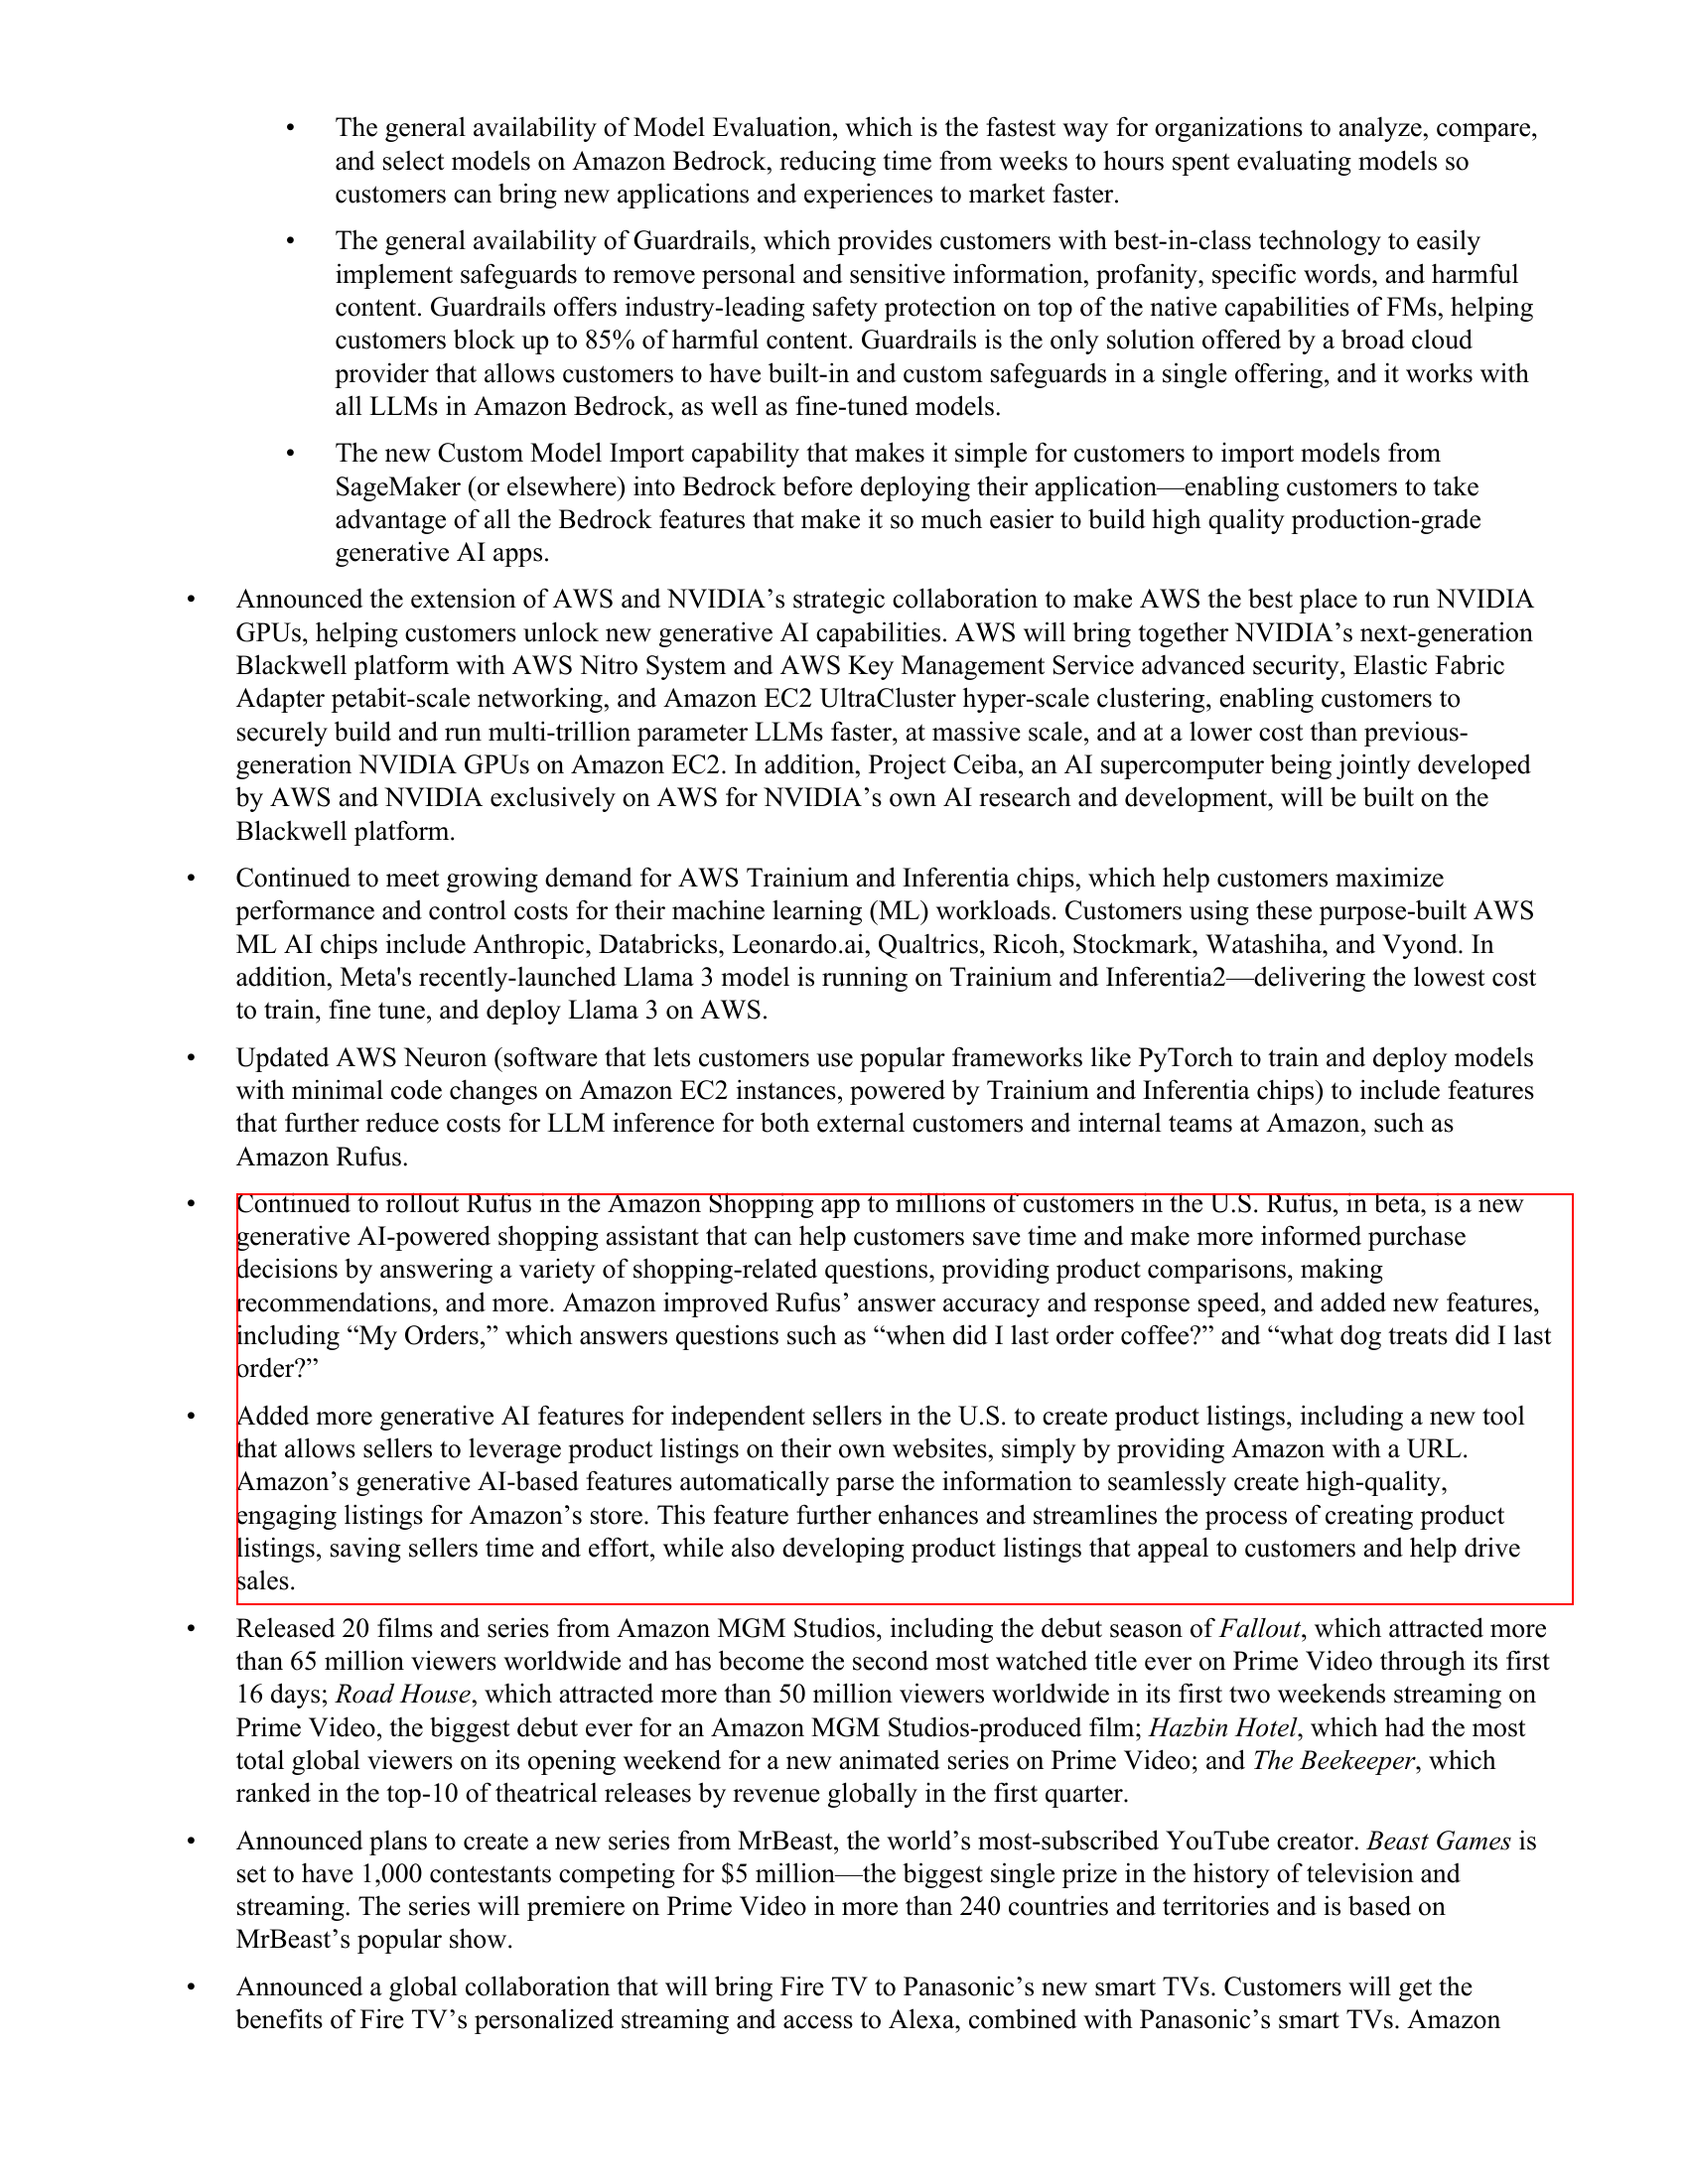 • The general availability of Model Evaluation, which is the fastest way for organizations to analyze, compare,
and select models on Amazon Bedrock, reducing time from weeks to hours spent evaluating models so
customers can bring new applications and experiences to market faster.
• The general availability of Guardrails, which provides customers with best-in-class technology to easily
implement safeguards to remove personal and sensitive information, profanity, specific words, and harmful
content. Guardrails offers industry-leading safety protection on top of the native capabilities of FMs, helping
customers block up to 85% of harmful content. Guardrails is the only solution offered by a broad cloud
provider that allows customers to have built-in and custom safeguards in a single offering, and it works with
all LLMs in Amazon Bedrock, as well as fine-tuned models.
• The new Custom Model Import capability that makes it simple for customers to import models from
SageMaker (or elsewhere) into Bedrock before deploying their application—enabling customers to take
advantage of all the Bedrock features that make it so much easier to build high quality production-grade
generative AI apps.
• Announced the extension of AWS and NVIDIA’s strategic collaboration to make AWS the best place to run NVIDIA
GPUs, helping customers unlock new generative AI capabilities. AWS will bring together NVIDIA’s next-generation
Blackwell platform with AWS Nitro System and AWS Key Management Service advanced security, Elastic Fabric
Adapter petabit-scale networking, and Amazon EC2 UltraCluster hyper-scale clustering, enabling customers to
securely build and run multi-trillion parameter LLMs faster, at massive scale, and at a lower cost than previous-
generation NVIDIA GPUs on Amazon EC2. In addition, Project Ceiba, an AI supercomputer being jointly developed
by AWS and NVIDIA exclusively on AWS for NVIDIA’s own AI research and development, will be built on the
Blackwell platform.
• Continued to meet growing demand for AWS Trainium and Inferentia chips, which help customers maximize
performance and control costs for their machine learning (ML) workloads. Customers using these purpose-built AWS
ML AI chips include Anthropic, Databricks, Leonardo.ai, Qualtrics, Ricoh, Stockmark, Watashiha, and Vyond. In
addition, Meta's recently-launched Llama 3 model is running on Trainium and Inferentia2—delivering the lowest cost
to train, fine tune, and deploy Llama 3 on AWS.
• Updated AWS Neuron (software that lets customers use popular frameworks like PyTorch to train and deploy models
with minimal code changes on Amazon EC2 instances, powered by Trainium and Inferentia chips) to include features
that further reduce costs for LLM inference for both external customers and internal teams at Amazon, such as
Amazon Rufus.
• Continued to rollout Rufus in the Amazon Shopping app to millions of customers in the U.S. Rufus, in beta, is a new
generative AI-powered shopping assistant that can help customers save time and make more informed purchase
decisions by answering a variety of shopping-related questions, providing product comparisons, making
recommendations, and more. Amazon improved Rufus’ answer accuracy and response speed, and added new features,
including “My Orders,” which answers questions such as “when did I last order coffee?” and “what dog treats did I last
order?”
• Added more generative AI features for independent sellers in the U.S. to create product listings, including a new tool
that allows sellers to leverage product listings on their own websites, simply by providing Amazon with a URL.
Amazon’s generative AI-based features automatically parse the information to seamlessly create high-quality,
engaging listings for Amazon’s store. This feature further enhances and streamlines the process of creating product
listings, saving sellers time and effort, while also developing product listings that appeal to customers and help drive
sales.
• Released 20 films and series from Amazon MGM Studios, including the debut season of Fallout, which attracted more
than 65 million viewers worldwide and has become the second most watched title ever on Prime Video through its first
16 days; Road House, which attracted more than 50 million viewers worldwide in its first two weekends streaming on
Prime Video, the biggest debut ever for an Amazon MGM Studios-produced film; Hazbin Hotel, which had the most
total global viewers on its opening weekend for a new animated series on Prime Video; and The Beekeeper, which
ranked in the top-10 of theatrical releases by revenue globally in the first quarter.
• Announced plans to create a new series from MrBeast, the world’s most-subscribed YouTube creator. Beast Games is
set to have 1,000 contestants competing for $5 million—the biggest single prize in the history of television and
streaming. The series will premiere on Prime Video in more than 240 countries and territories and is based on
MrBeast’s popular show.
• Announced a global collaboration that will bring Fire TV to Panasonic’s new smart TVs. Customers will get the
benefits of Fire TV’s personalized streaming and access to Alexa, combined with Panasonic’s smart TVs. Amazon